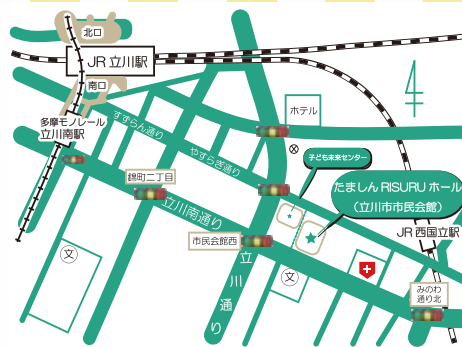 北口
JR 立川駅
南口
多摩モノレール
立川南駅
すずらん通り
やすらぎ通り
ホテル
子ども未来センター
錦町二丁目
立川南通り
たましん RISURU ホール
（立川市市民会館）
JR 西国立駅
市民会館西
立川通り
文
文
みのわ
通り北